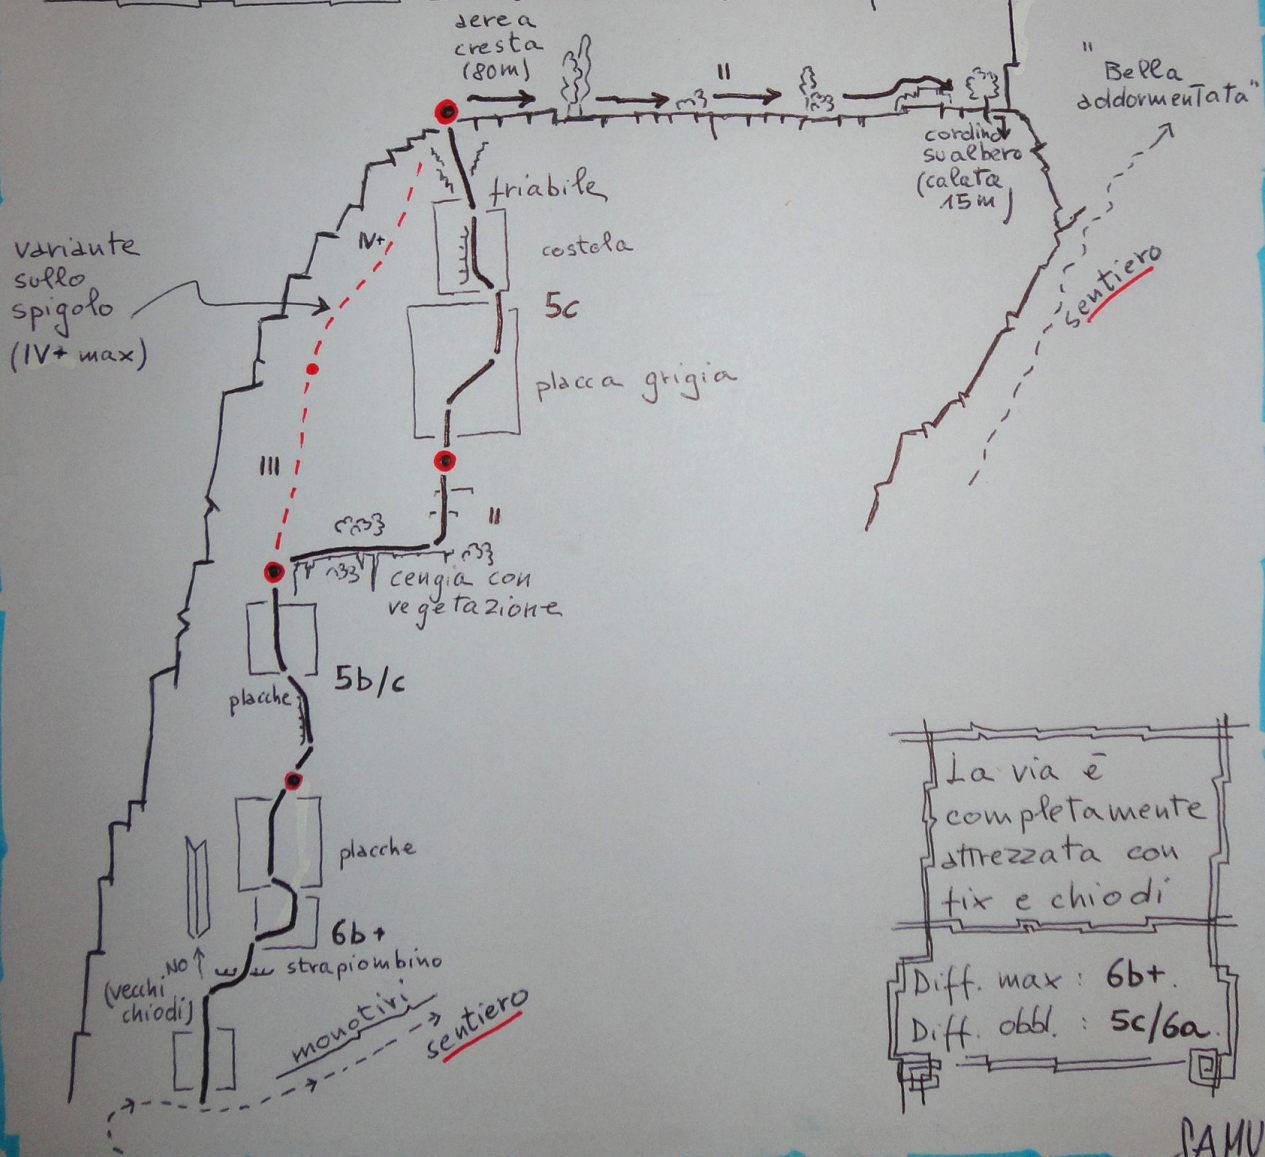 aerea
cresta
(80m)
II
"Bella
addormentata"
cordino
su albero
(calata
15m)
friabile
IV+
variante
sullo
spigolo
(IV+ max)
costola
5c
sentiero
placca grigia
III
II
cengia con
vegetazione
5b/c
placche
placche
6b+
strapiombino
NO
(vecchi
chiodi)
monotiri
sentiero
La via è
completamente
attrezzata con
fix e chiodi
Diff. max : 6b+.
Diff. obbl. : 5c/6a.
SAMU